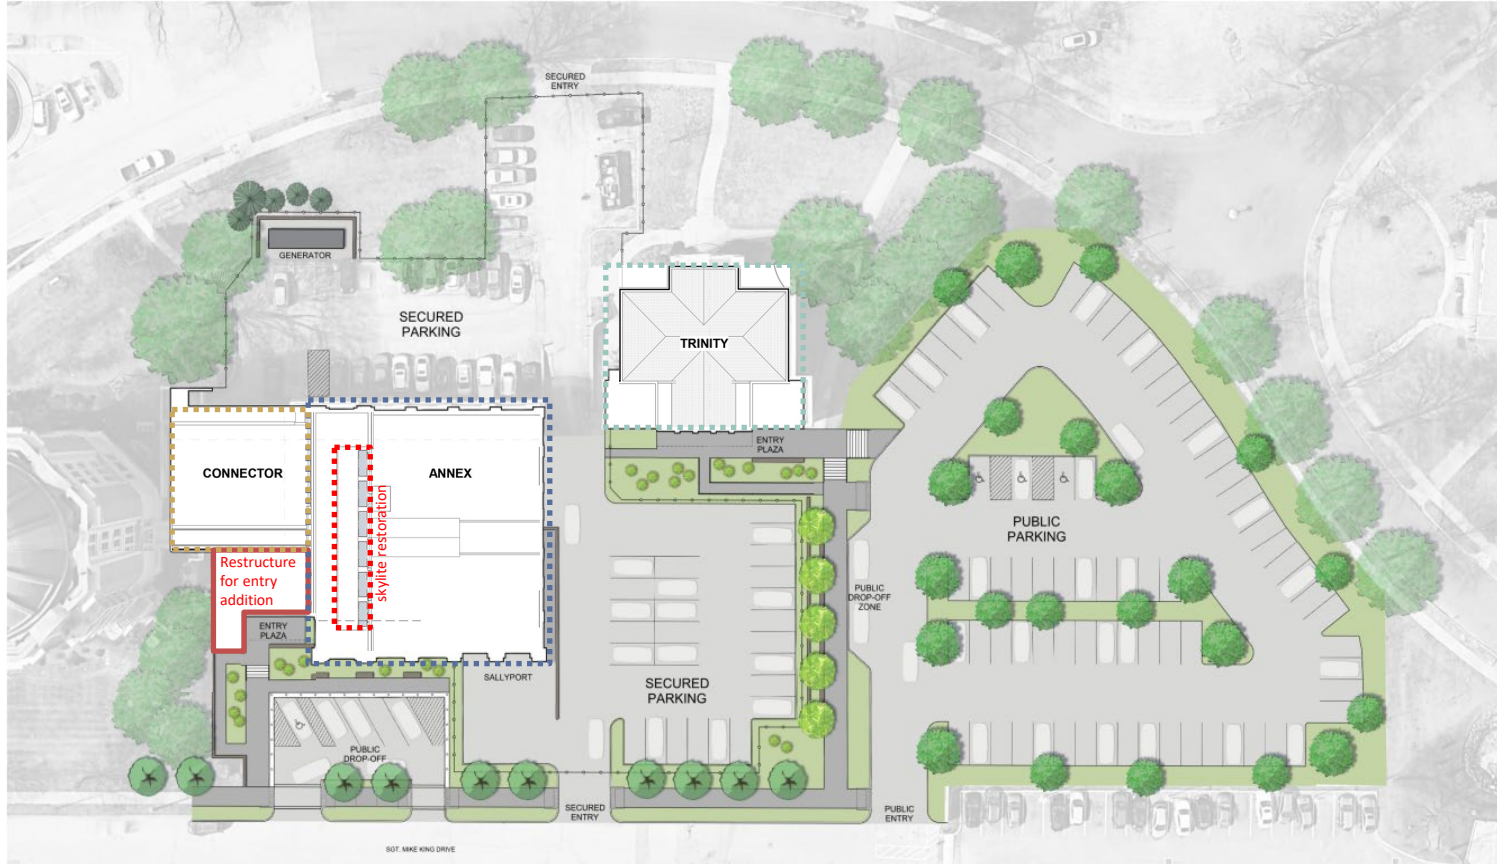 SECURED
ENTRY
GENERATOR
SECURED
PARKING
TRINITY
ENTRY
PLAZA
CONNECTOR
ANNEX
skylite restoration
PUBLIC
PARKING
Restructure
for entry
addition
ENTRY
PLAZA
PUBLIC
DROP-OFF
ZONE
SALLYPORT
SECURED
PARKING
PUBLIC
DROP-OFF
SECURED
ENTRY
PUBLIC
ENTRY
SGT. MIKE KING DRIVE